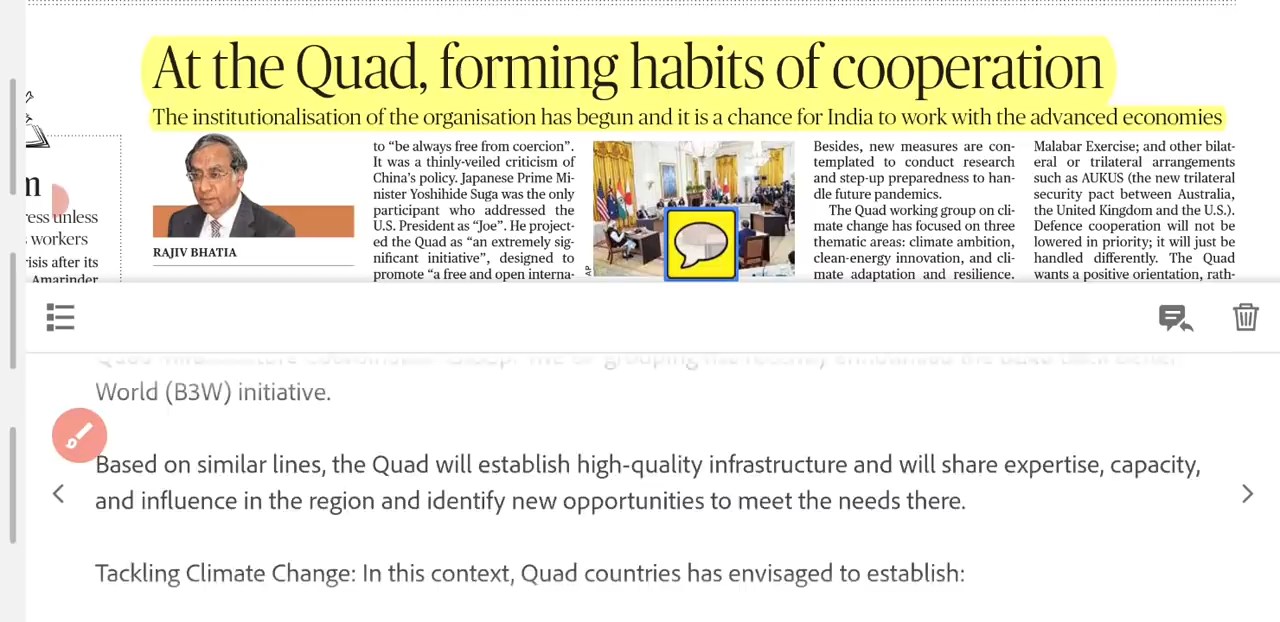 At the Quad, forming habits of cooperation
The institutionalisation of the organisation has begun and it is a chance for India to work with the advanced economies
m
ress unless
workers
risis after its
Amarinder
RAJIV BHATIA
to “be always free from coercion”.
It was a thinly-veiled criticism of
China’s policy. Japanese Prime Mi-
nister Yoshihide Suga was the only
participant who addressed the
U.S. President as “Joe”. He project-
ed the Quad as “an extremely sig-
nificant initiative”, designed to
promote “a free and open interna-
AP
Besides, new measures are con-
templated to conduct research
and step-up preparedness to han-
dle future pandemics.
The Quad working group on cli-
mate change has focused on three
thematic areas: climate ambition,
clean-energy innovation, and cli-
mate adaptation and resilience.
Malabar Exercise; and other bilat-
eral or trilateral arrangements
such as AUKUS (the new trilateral
security pact between Australia,
the United Kingdom and the U.S.).
Defence cooperation will not be
lowered in priority; it will just be
handled differently. The Quad
wants a positive orientation, rath-
World (B3W) initiative.
Based on similar lines, the Quad will establish high-quality infrastructure and will share expertise, capacity,
and influence in the region and identify new opportunities to meet the needs there.
Tackling Climate Change: In this context, Quad countries has envisaged to establish: